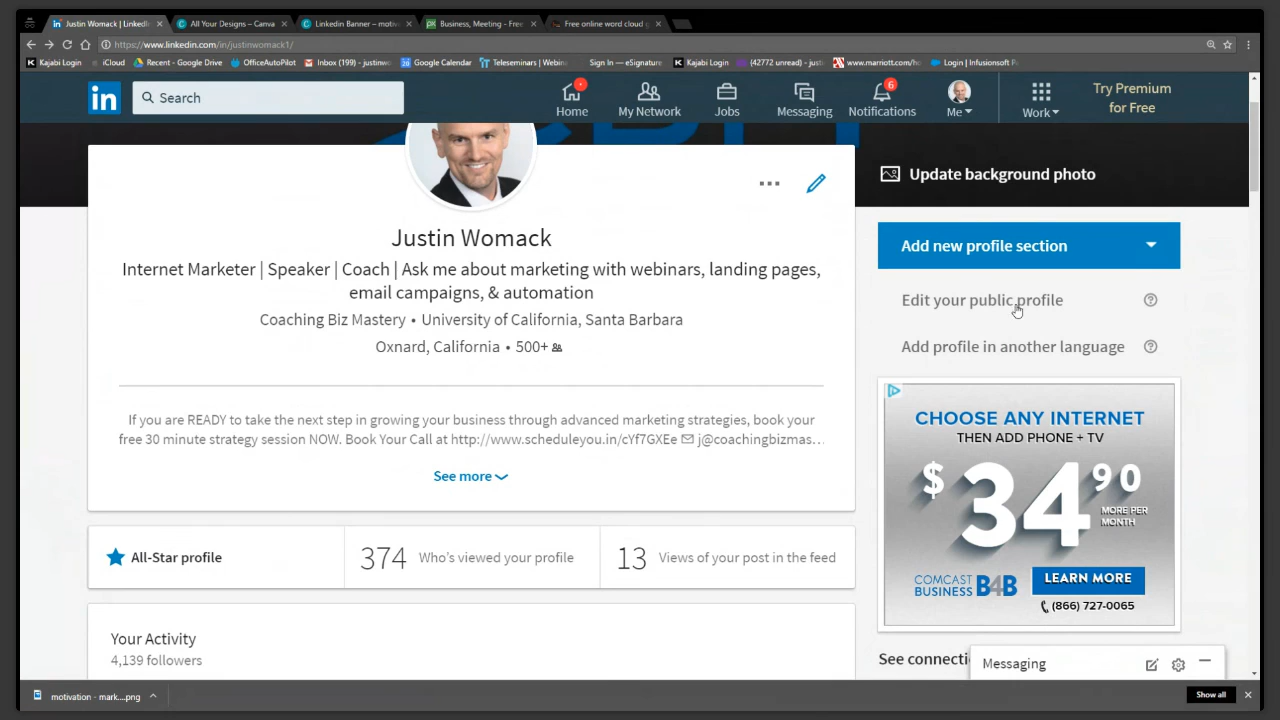 Justin Womack | LinkedIn
All Your Designs – Canva
Linkedin Banner – motiv
Business, Meeting - Free
Free online word cloud g
https://www.linkedin.com/in/justinwomack1/
Kajabi Login
iCloud
Recent - Google Drive
OfficeAutoPilot
Inbox (199) - justinwo
Google Calendar
Teleseminars | Webin
Sign In — eSignature
Kajabi Login
(42772 unread) - justi
www.marriott.com/ho
Login | Infusionsoft
in
Search
Home
My Network
Jobs
Messaging
6
Notifications
Me
Work
Try Premium
for Free
Update background photo
Justin Womack
Internet Marketer | Speaker | Coach | Ask me about marketing with webinars, landing pages,
email campaigns, & automation
Coaching Biz Mastery • University of California, Santa Barbara
Oxnard, California • 500+
If you are READY to take the next step in growing your business through advanced marketing strategies, book your
free 30 minute strategy session NOW. Book Your Call at http://www.scheduleyou.in/cYf7GXEe ✉ j@coachingbizmas…
See more
All-Star profile
374 Who's viewed your profile
13 Views of your post in the feed
Your Activity
4,139 followers
Add new profile section
Edit your public profile
Add profile in another language
CHOOSE ANY INTERNET
THEN ADD PHONE + TV
$34.90
MORE PER
MONTH
COMCAST
BUSINESS B4B
LEARN MORE
(866) 727-0065
See connecti
Messaging
motivation - mark....png
Show all